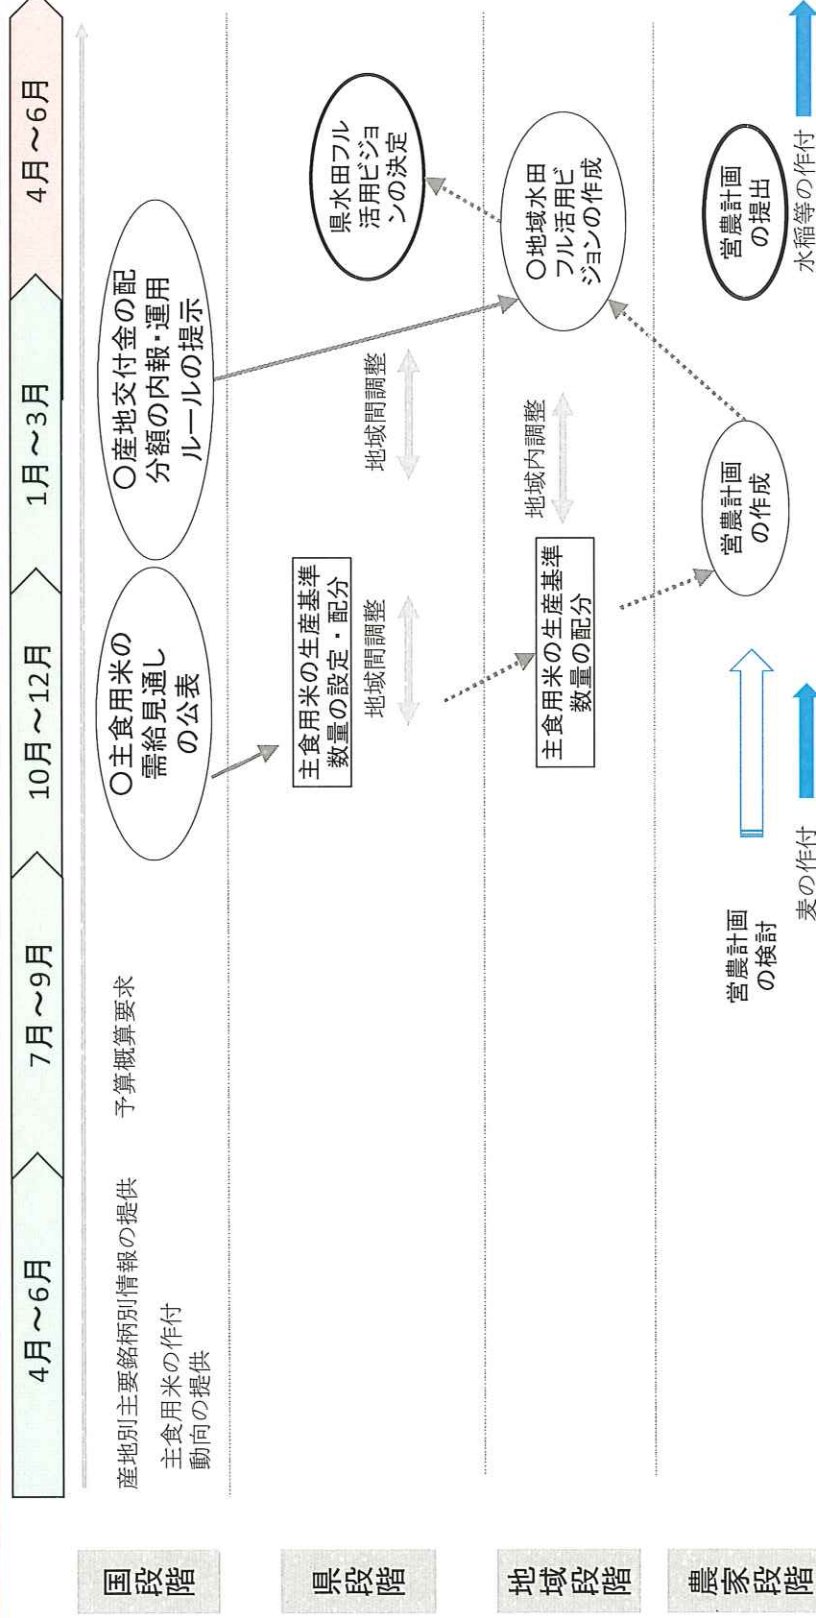 4月～6月
7月～9月
10月～12月
1月～3月
4月～6月
国段階
産地別主要銘柄別情報の提供
主食用米の作付
動向の提供
予算概算要求
〇主食用米の
需給見通し
の公表
〇産地交付金の配
分額の内報・運用
ルールの提示
県段階
主食用米の生産基準
数量の設定・配分
地域間調整
地域間調整
県水田フル
活用ビジョ
ンの決定
地域段階
主食用米の生産基準
数量の配分
地域内調整
〇地域水田
フル活用ビ
ジョンの作成
農家段階
営農計画
の検討
麦の作付
営農計画
の作成
営農計画
の提出
水稲等の作付